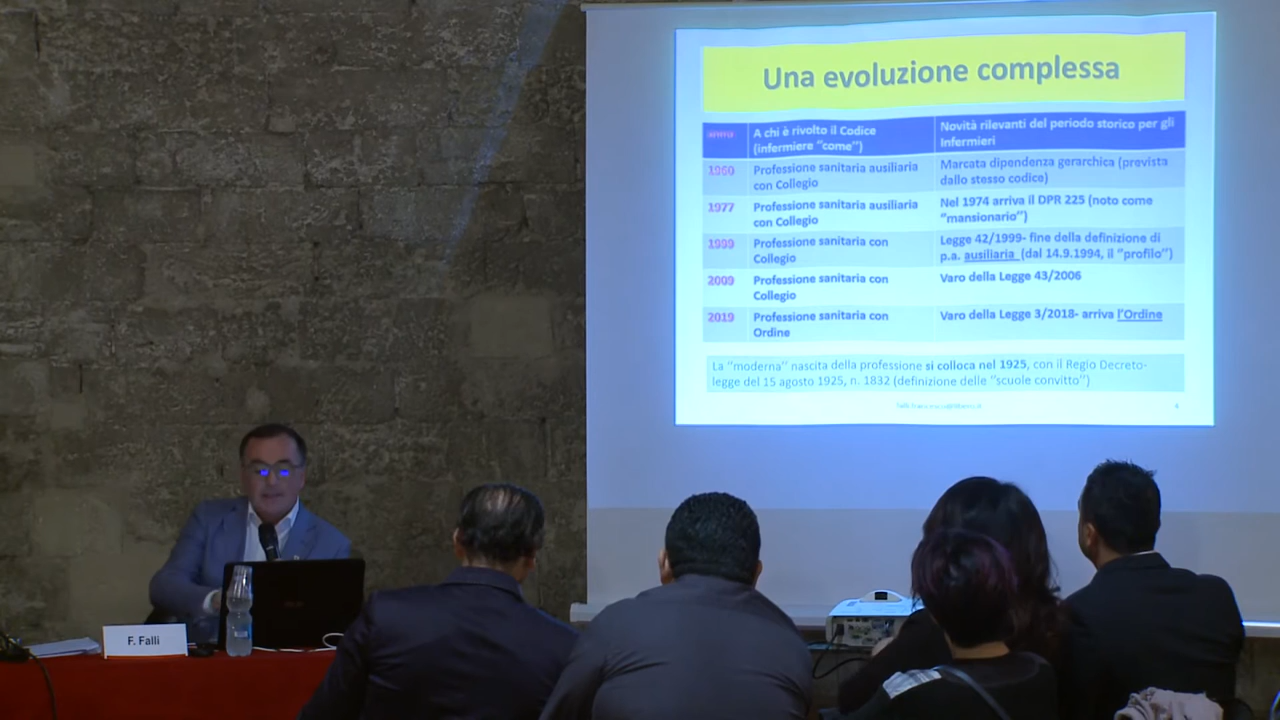 Una evoluzione complessa
anno
A chi è rivolto il Codice
(infermiere "come")
Novità rilevanti del periodo storico per gli
Infermieri
1960
Professione sanitaria ausiliaria
con Collegio
Marcata dipendenza gerarchica (prevista
dallo stesso codice)
1977
Professione sanitaria ausiliaria
con Collegio
Nel 1974 arriva il DPR 225 (noto come
"mansionario")
1999
Professione sanitaria con
Collegio
Legge 42/1999- fine della definizione di
p.a. ausiliaria (dal 14.9.1994, il "profilo")
2009
Professione sanitaria con
Collegio
Varo della Legge 43/2006
2019
Professione sanitaria con
Ordine
Varo della Legge 3/2018- arriva l'Ordine
La "moderna" nascita della professione si colloca nel 1925, con il Regio Decreto-
legge del 15 agosto 1925, n. 1832 (definizione delle "scuole convitto")
F. Falli